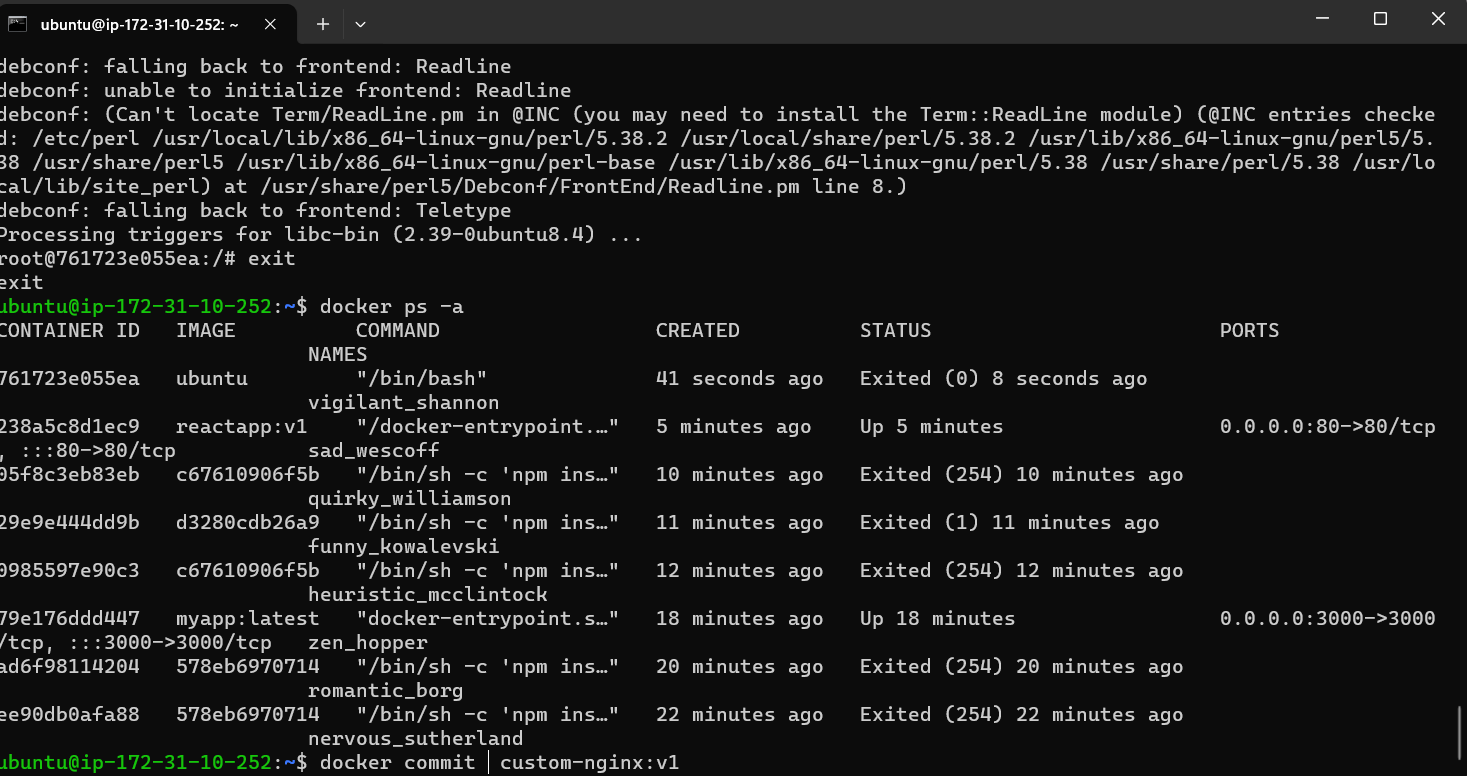 ubuntu@ip-172-31-10-252: ~
debconf: falling back to frontend: Readline
debconf: unable to initialize frontend: Readline
debconf: (Can't locate Term/ReadLine.pm in @INC (you may need to install the Term::ReadLine module) (@INC entries checke
d: /etc/perl /usr/local/lib/x86_64-linux-gnu/perl/5.38.2 /usr/local/share/perl/5.38.2 /usr/lib/x86_64-linux-gnu/perl5/5.
38 /usr/share/perl5 /usr/lib/x86_64-linux-gnu/perl-base /usr/lib/x86_64-linux-gnu/perl/5.38 /usr/share/perl/5.38 /usr/lo
cal/lib/site_perl) at /usr/share/perl5/Debconf/FrontEnd/Readline.pm line 8.)
debconf: falling back to frontend: Teletype
Processing triggers for libc-bin (2.39-0ubuntu8.4) ...
root@761723e055ea:/# exit
exit
ubuntu@ip-172-31-10-252:~$ docker ps -a
CONTAINER ID   IMAGE          COMMAND                  CREATED          STATUS                        PORTS
NAMES
761723e055ea   ubuntu         "/bin/bash"              41 seconds ago   Exited (0) 8 seconds ago
vigilant_shannon
238a5c8d1ec9   reactapp:v1    "/docker-entrypoint.…"   5 minutes ago    Up 5 minutes                  0.0.0.0:80->80/tcp
, :::80->80/tcp           sad_wescoff
05f8c3eb83eb   c67610906f5b   "/bin/sh -c 'npm ins…"   10 minutes ago   Exited (254) 10 minutes ago
quirky_williamson
29e9e444dd9b   d3280cdb26a9   "/bin/sh -c 'npm ins…"   11 minutes ago   Exited (1) 11 minutes ago
funny_kowalevski
0985597e90c3   c67610906f5b   "/bin/sh -c 'npm ins…"   12 minutes ago   Exited (254) 12 minutes ago
heuristic_mcclintock
79e176ddd447   myapp:latest   "docker-entrypoint.s…"   18 minutes ago   Up 18 minutes                 0.0.0.0:3000->3000
/tcp, :::3000->3000/tcp   zen_hopper
ad6f98114204   578eb6970714   "/bin/sh -c 'npm ins…"   20 minutes ago   Exited (254) 20 minutes ago
romantic_borg
ee90db0afa88   578eb6970714   "/bin/sh -c 'npm ins…"   22 minutes ago   Exited (254) 22 minutes ago
nervous_sutherland
ubuntu@ip-172-31-10-252:~$ docker commit  custom-nginx:v1